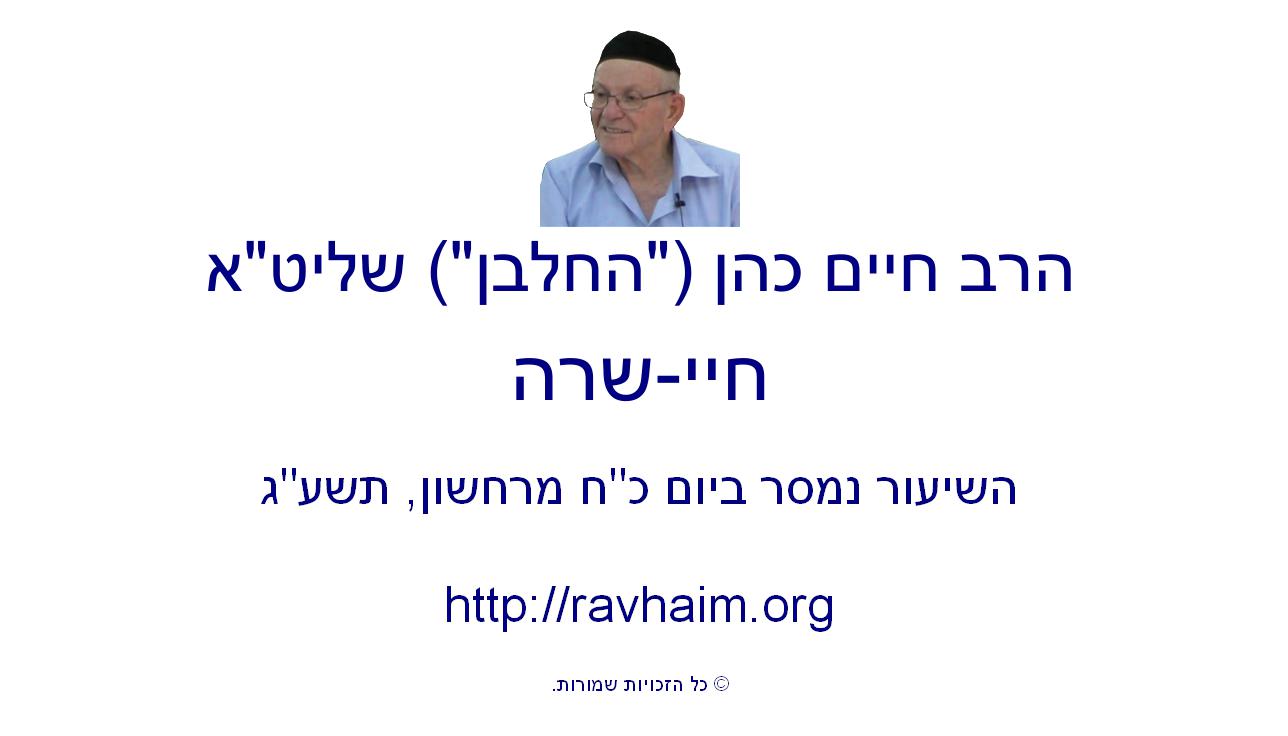 הרב חיים כהן ("החלבן") שליט"א
חיי-שרה
השיעור נמסר ביום כ"ח מרחשון, תשע"ג
http://ravhaim.org
© כל הזכויות שמורות.